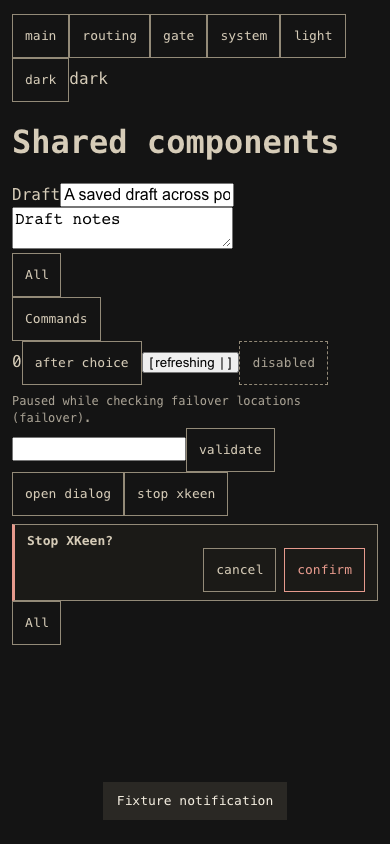 main routing gate system light
dark dark
Shared components
Draft A saved draft across po
Draft notes
All
Commands
0 after choice [refreshing |] disabled
Paused while checking failover locations
(failover).
validate
open dialog stop xkeen
Stop XKeen?
cancel confirm
All
Fixture notification